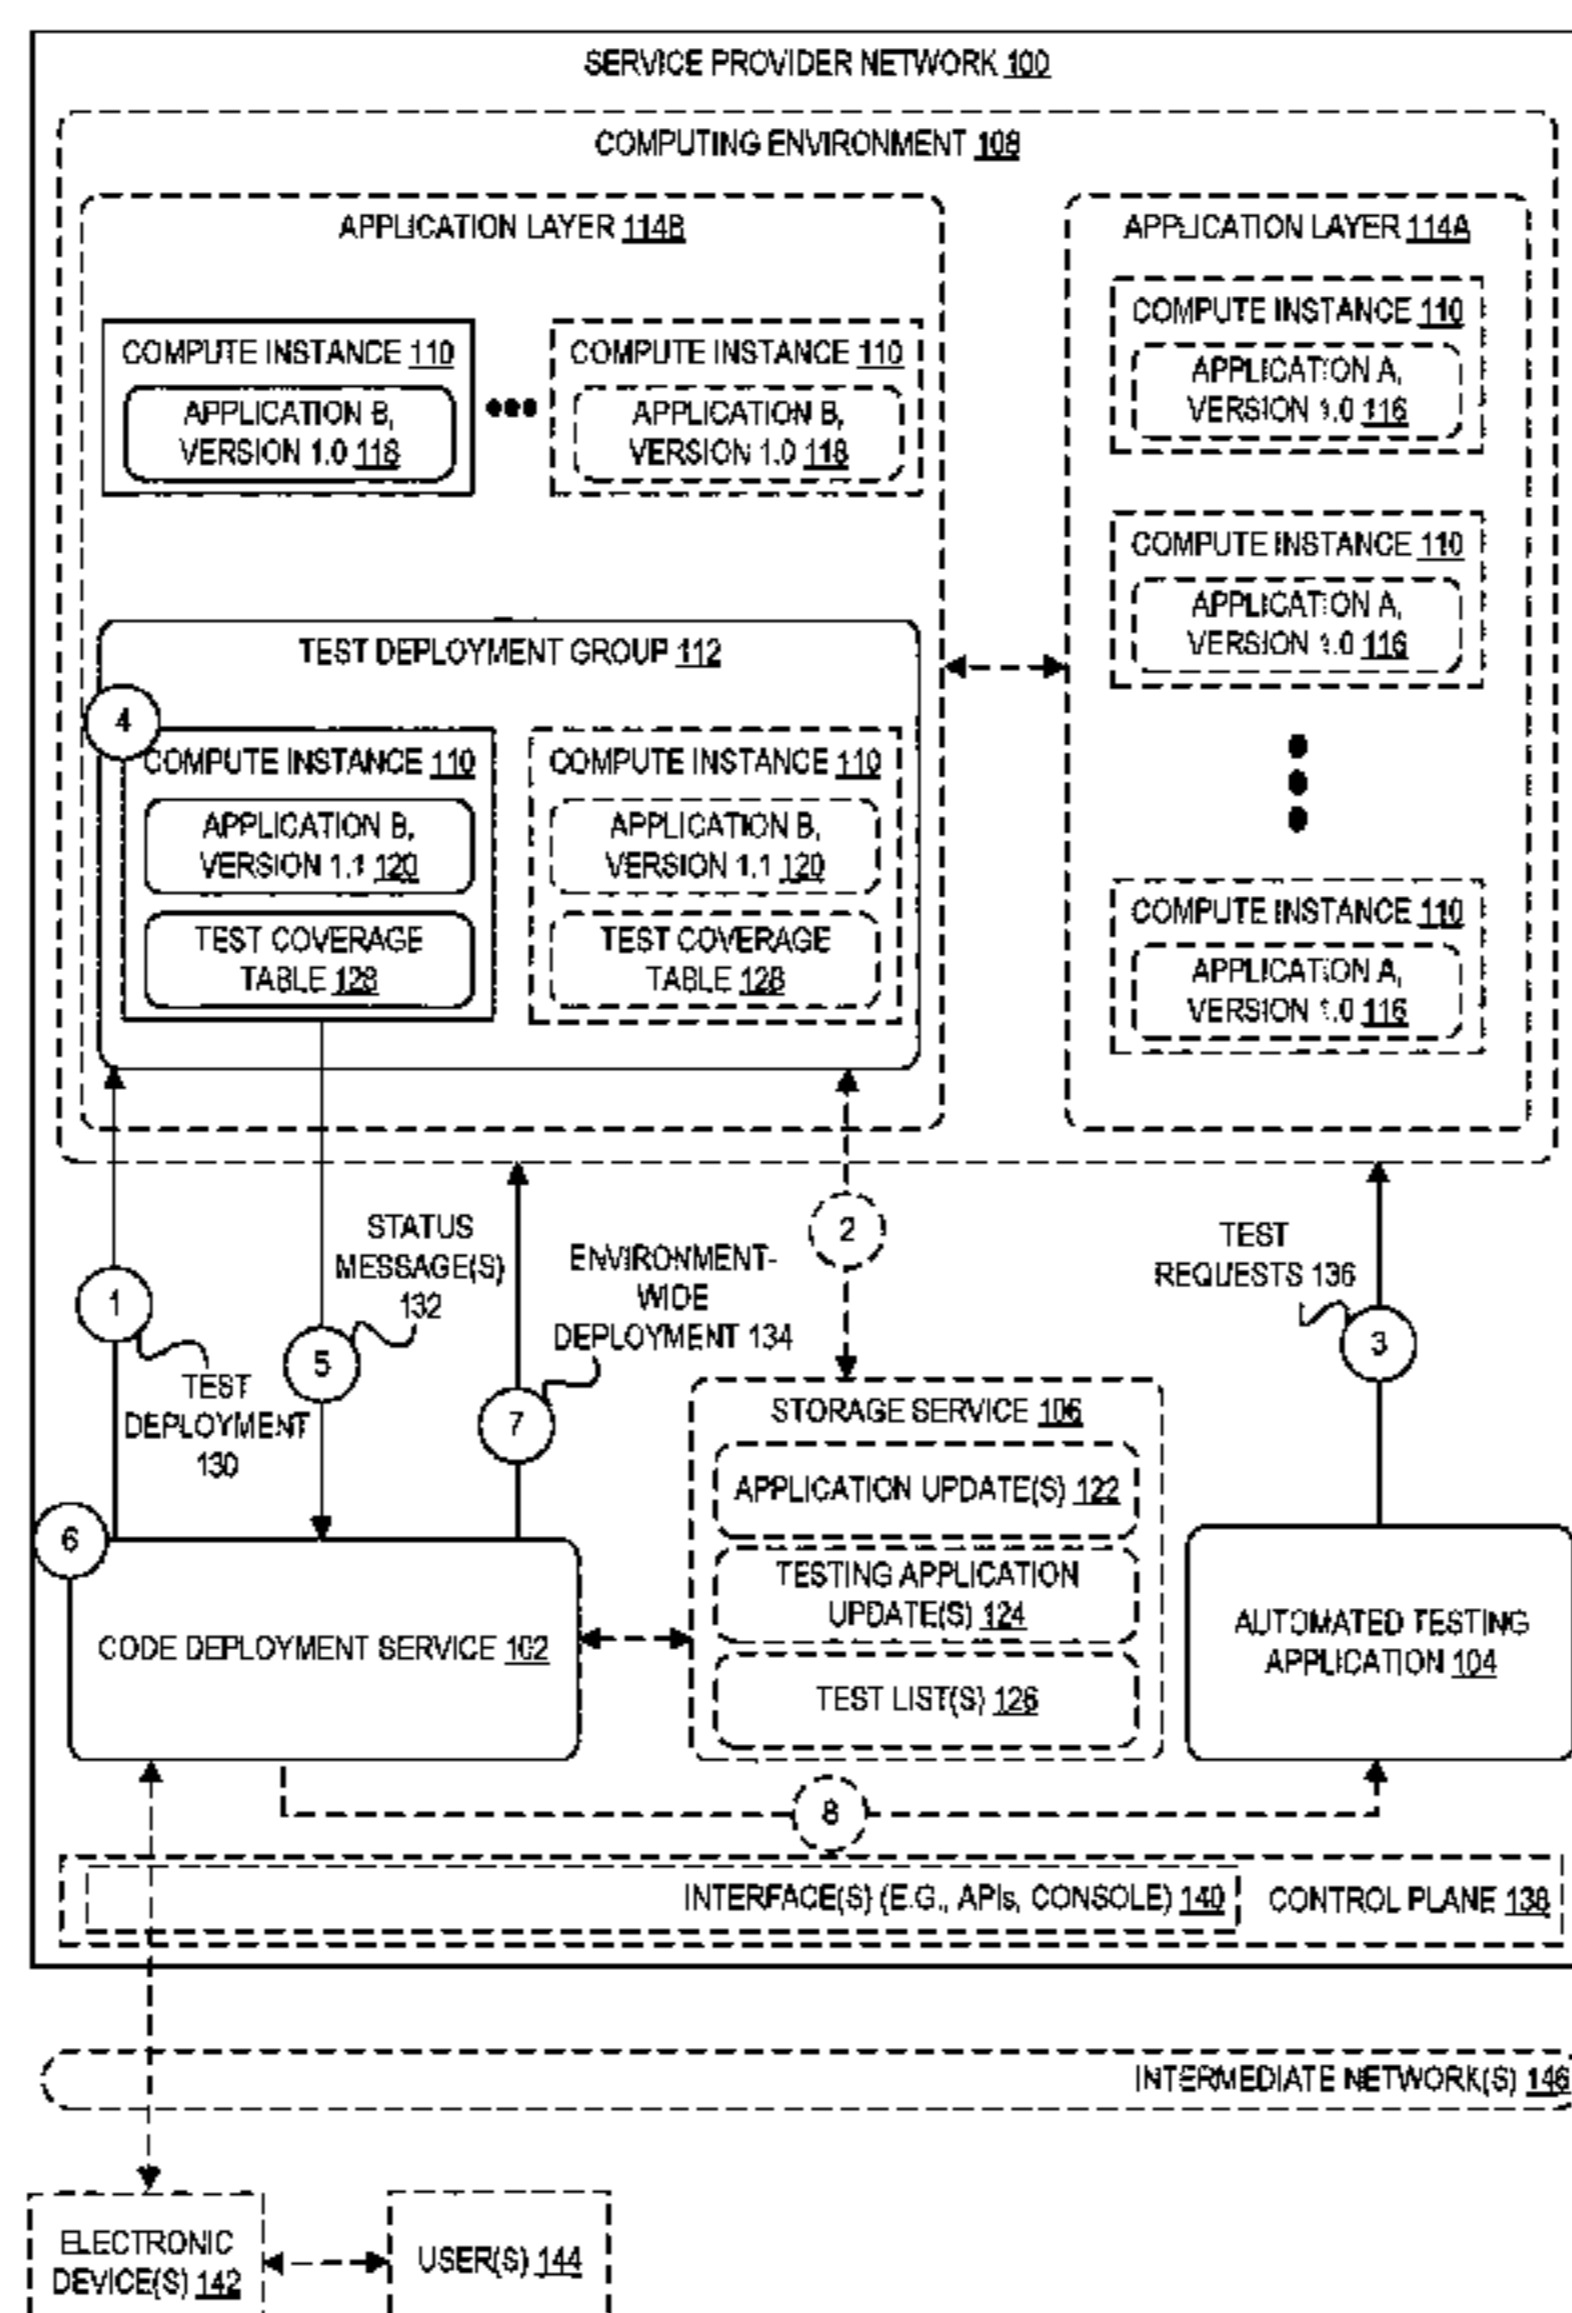 SERVICE PROVIDER NETWORK 100
COMPUTING ENVIRONMENT 108
APPLICATION LAYER 114B
COMPUTE INSTANCE 110
APPLICATION B,
VERSION 1.0 118
COMPUTE INSTANCE 110
APPLICATION B,
VERSION 1.0 118
TEST DEPLOYMENT GROUP 112
4
COMPUTE INSTANCE 110
APPLICATION B,
VERSION 1.1 120
TEST COVERAGE
TABLE 128
COMPUTE INSTANCE 110
APPLICATION B,
VERSION 1.1 120
TEST COVERAGE
TABLE 128
APPLICATION LAYER 114A
COMPUTE INSTANCE 110
APPLICATION A,
VERSION 1.0 116
COMPUTE INSTANCE 110
APPLICATION A,
VERSION 1.0 116
COMPUTE INSTANCE 110
APPLICATION A,
VERSION 1.0 116
1
TEST
DEPLOYMENT
130
5
STATUS
MESSAGE(S)
132
7
ENVIRONMENT-
WIDE
DEPLOYMENT 134
2
TEST
REQUESTS 136
3
6
CODE DEPLOYMENT SERVICE 102
STORAGE SERVICE 106
APPLICATION UPDATE(S) 122
TESTING APPLICATION
UPDATE(S) 124
TEST LIST(S) 126
AUTOMATED TESTING
APPLICATION 104
8
INTERFACE(S) (E.G., APIs, CONSOLE) 140
CONTROL PLANE 138
INTERMEDIATE NETWORK(S) 146
ELECTRONIC
DEVICE(S) 142
USER(S) 144